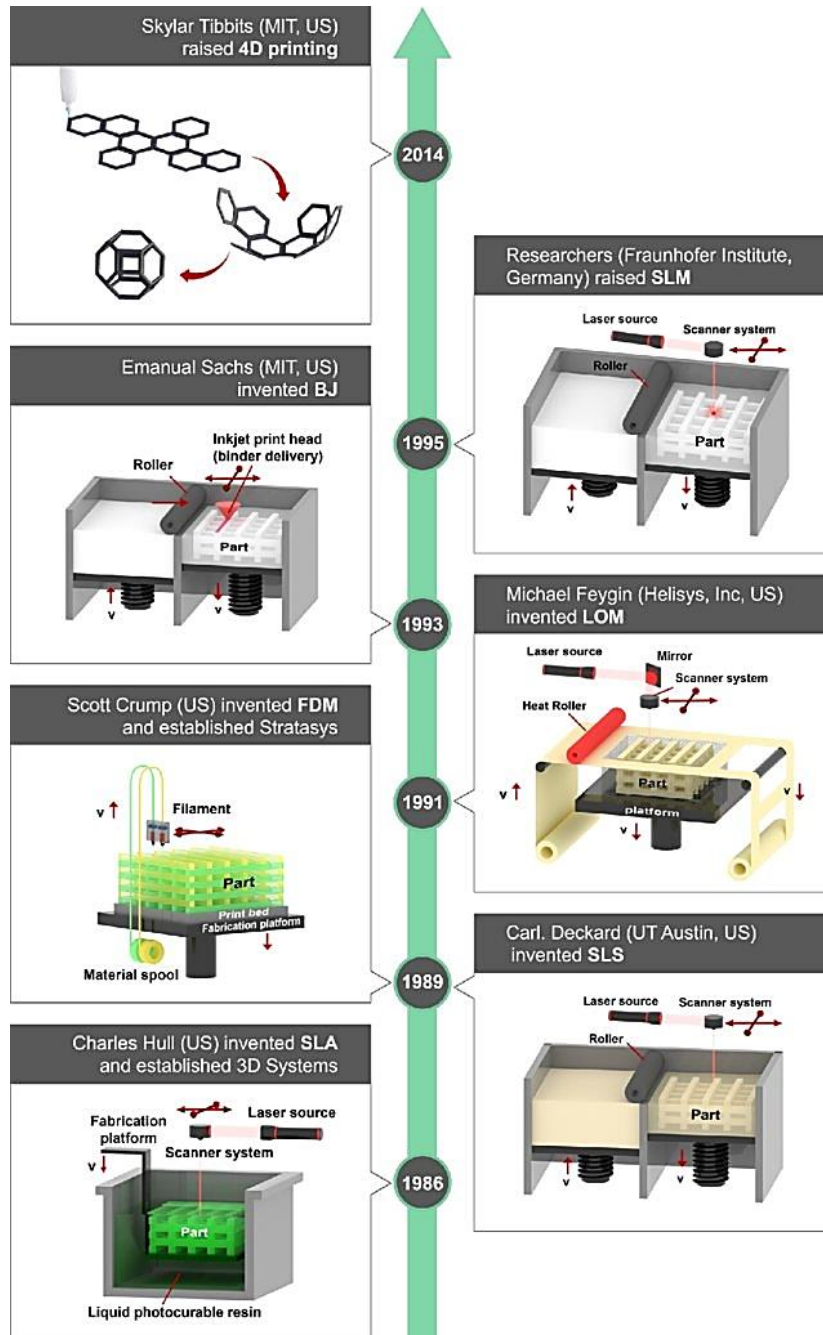 Skylar Tibbits (MIT, US)
raised 4D printing
2014
Researchers (Fraunhofer Institute,
Germany) raised SLM
Laser source
Scanner system
Roller
Part
v
v
1995
Emanual Sachs (MIT, US)
invented BJ
Inkjet print head
(binder delivery)
Roller
Part
v
v
1993
Michael Feygin (Helisys, Inc, US)
invented LOM
Laser source
Mirror
Scanner system
Heat Roller
Part
platform
v
v
v
1991
Scott Crump (US) invented FDM
and established Stratasys
v
Filament
Part
Print bed
Fabrication platform
Material spool
1989
Carl. Deckard (UT Austin, US)
invented SLS
Laser source
Scanner system
Roller
Part
v
v
Charles Hull (US) invented SLA
and established 3D Systems
Fabrication
platform
Laser source
v
Scanner system
Part
Liquid photocurable resin
1986